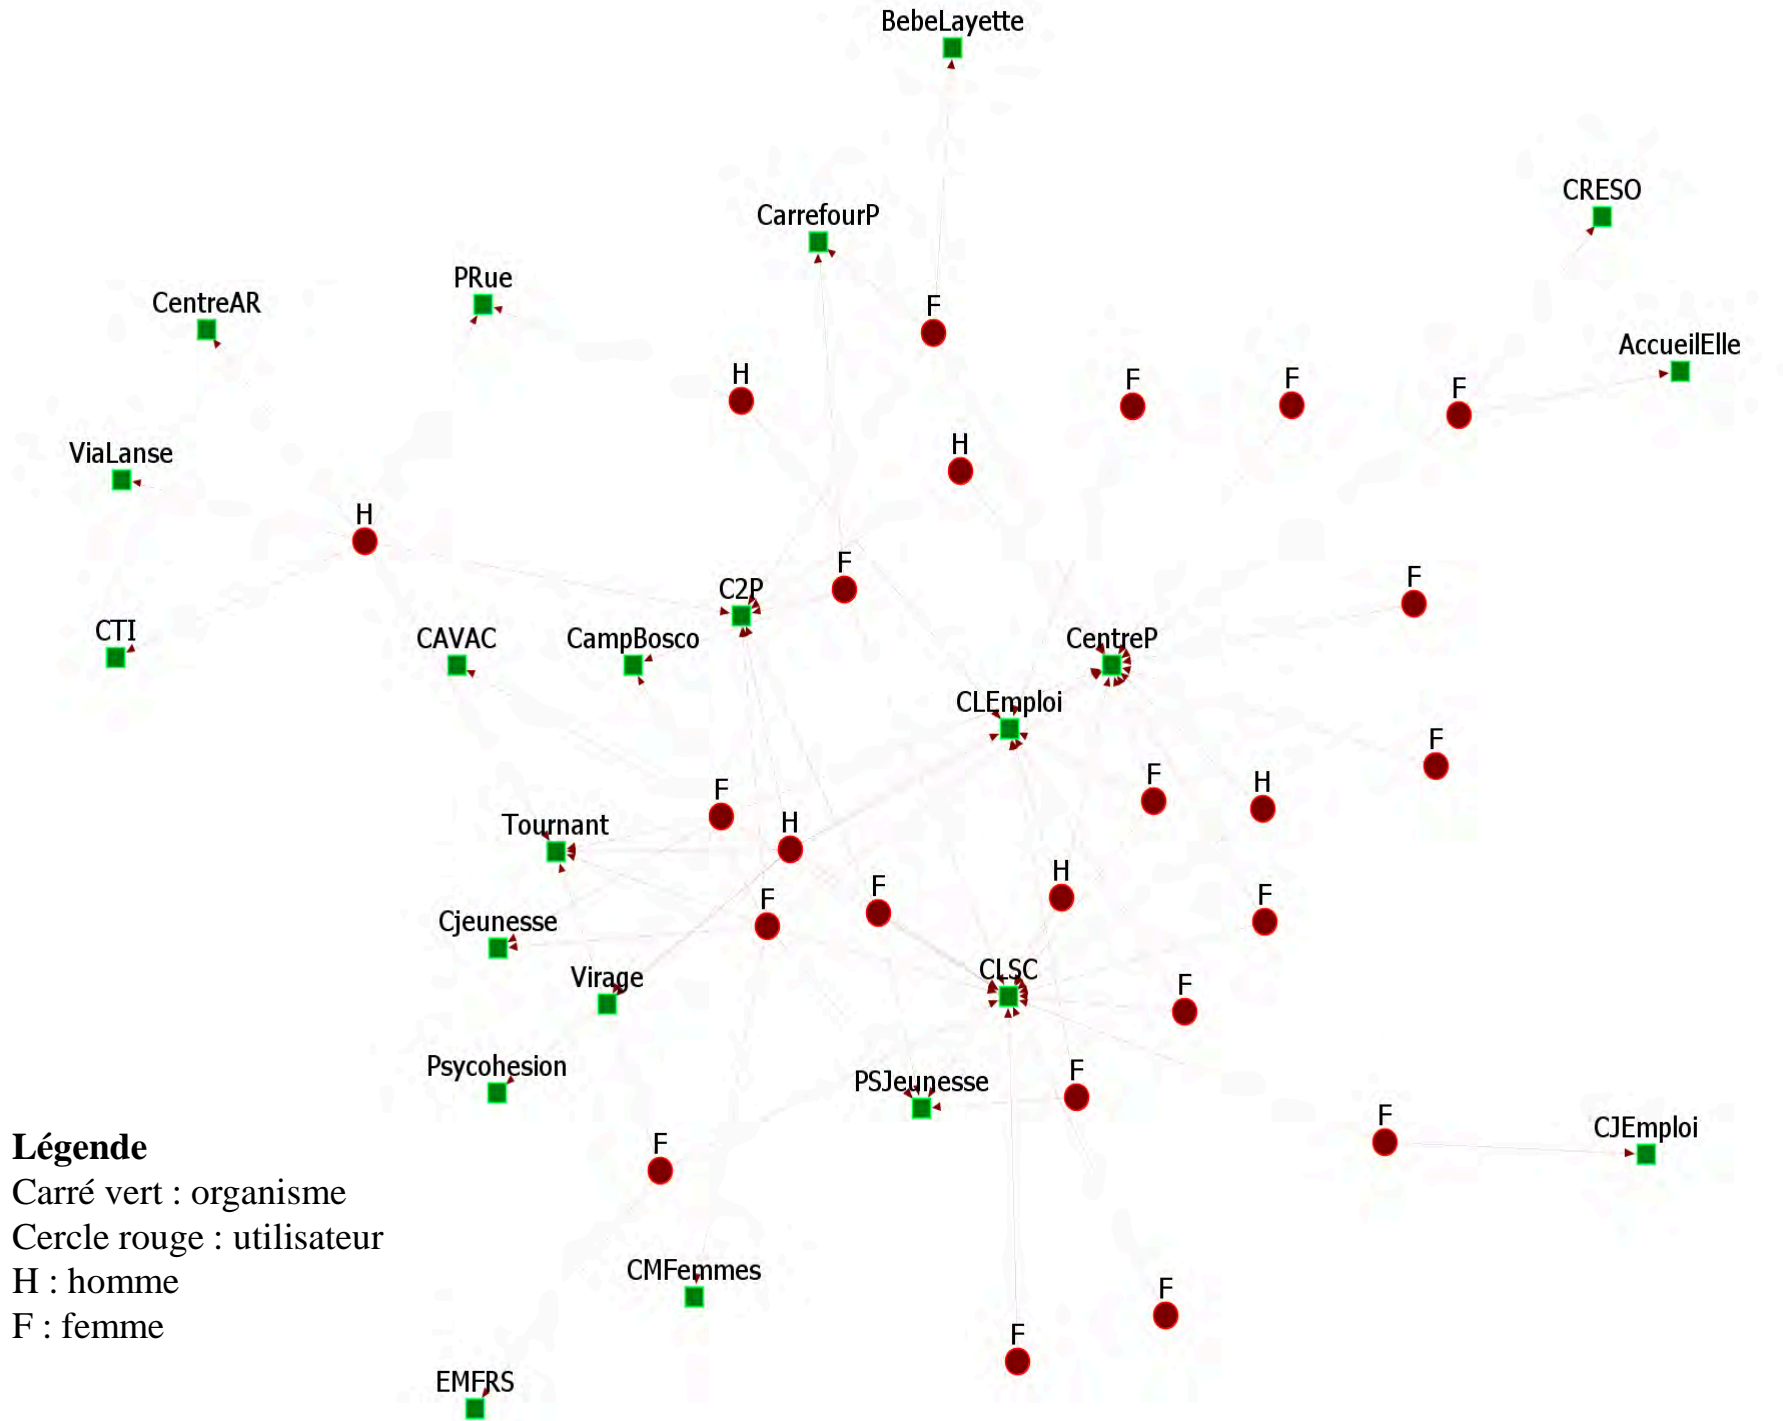 BebeLayette
CRESO
CarrefourP
PRue
CentreAR
F
AccueilElle
H
F
F
F
H
ViaLanse
H
F
F
C2P
CTI
CAVAC
CampBosco
CentreP
CLEmploi
F
F
H
F
H
Tournant
H
F
F
F
Cjeunesse
CLSC
Virage
F
Psycohesion
F
PSJeunesse
F
CJEmploi
F
Légende
Carré vert : organisme
Cercle rouge : utilisateur
H : homme
F : femme
CMFemmes
F
F
EMFRS